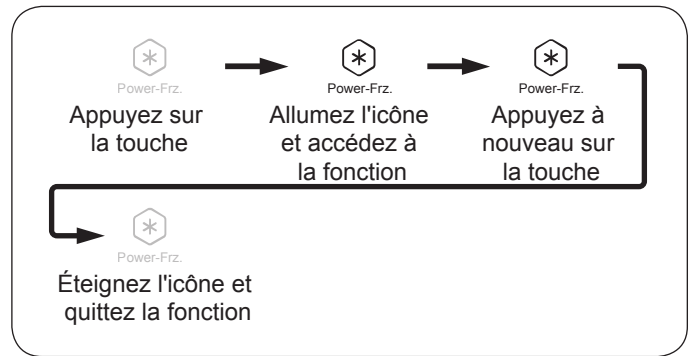 Power-Frz.
Appuyez sur
la touche
Power-Frz.
Allumez l'icône
et accédez à
la fonction
Power-Frz.
Appuyez à
nouveau sur
la touche
Power-Frz.
Éteignez l'icône et
quittez la fonction